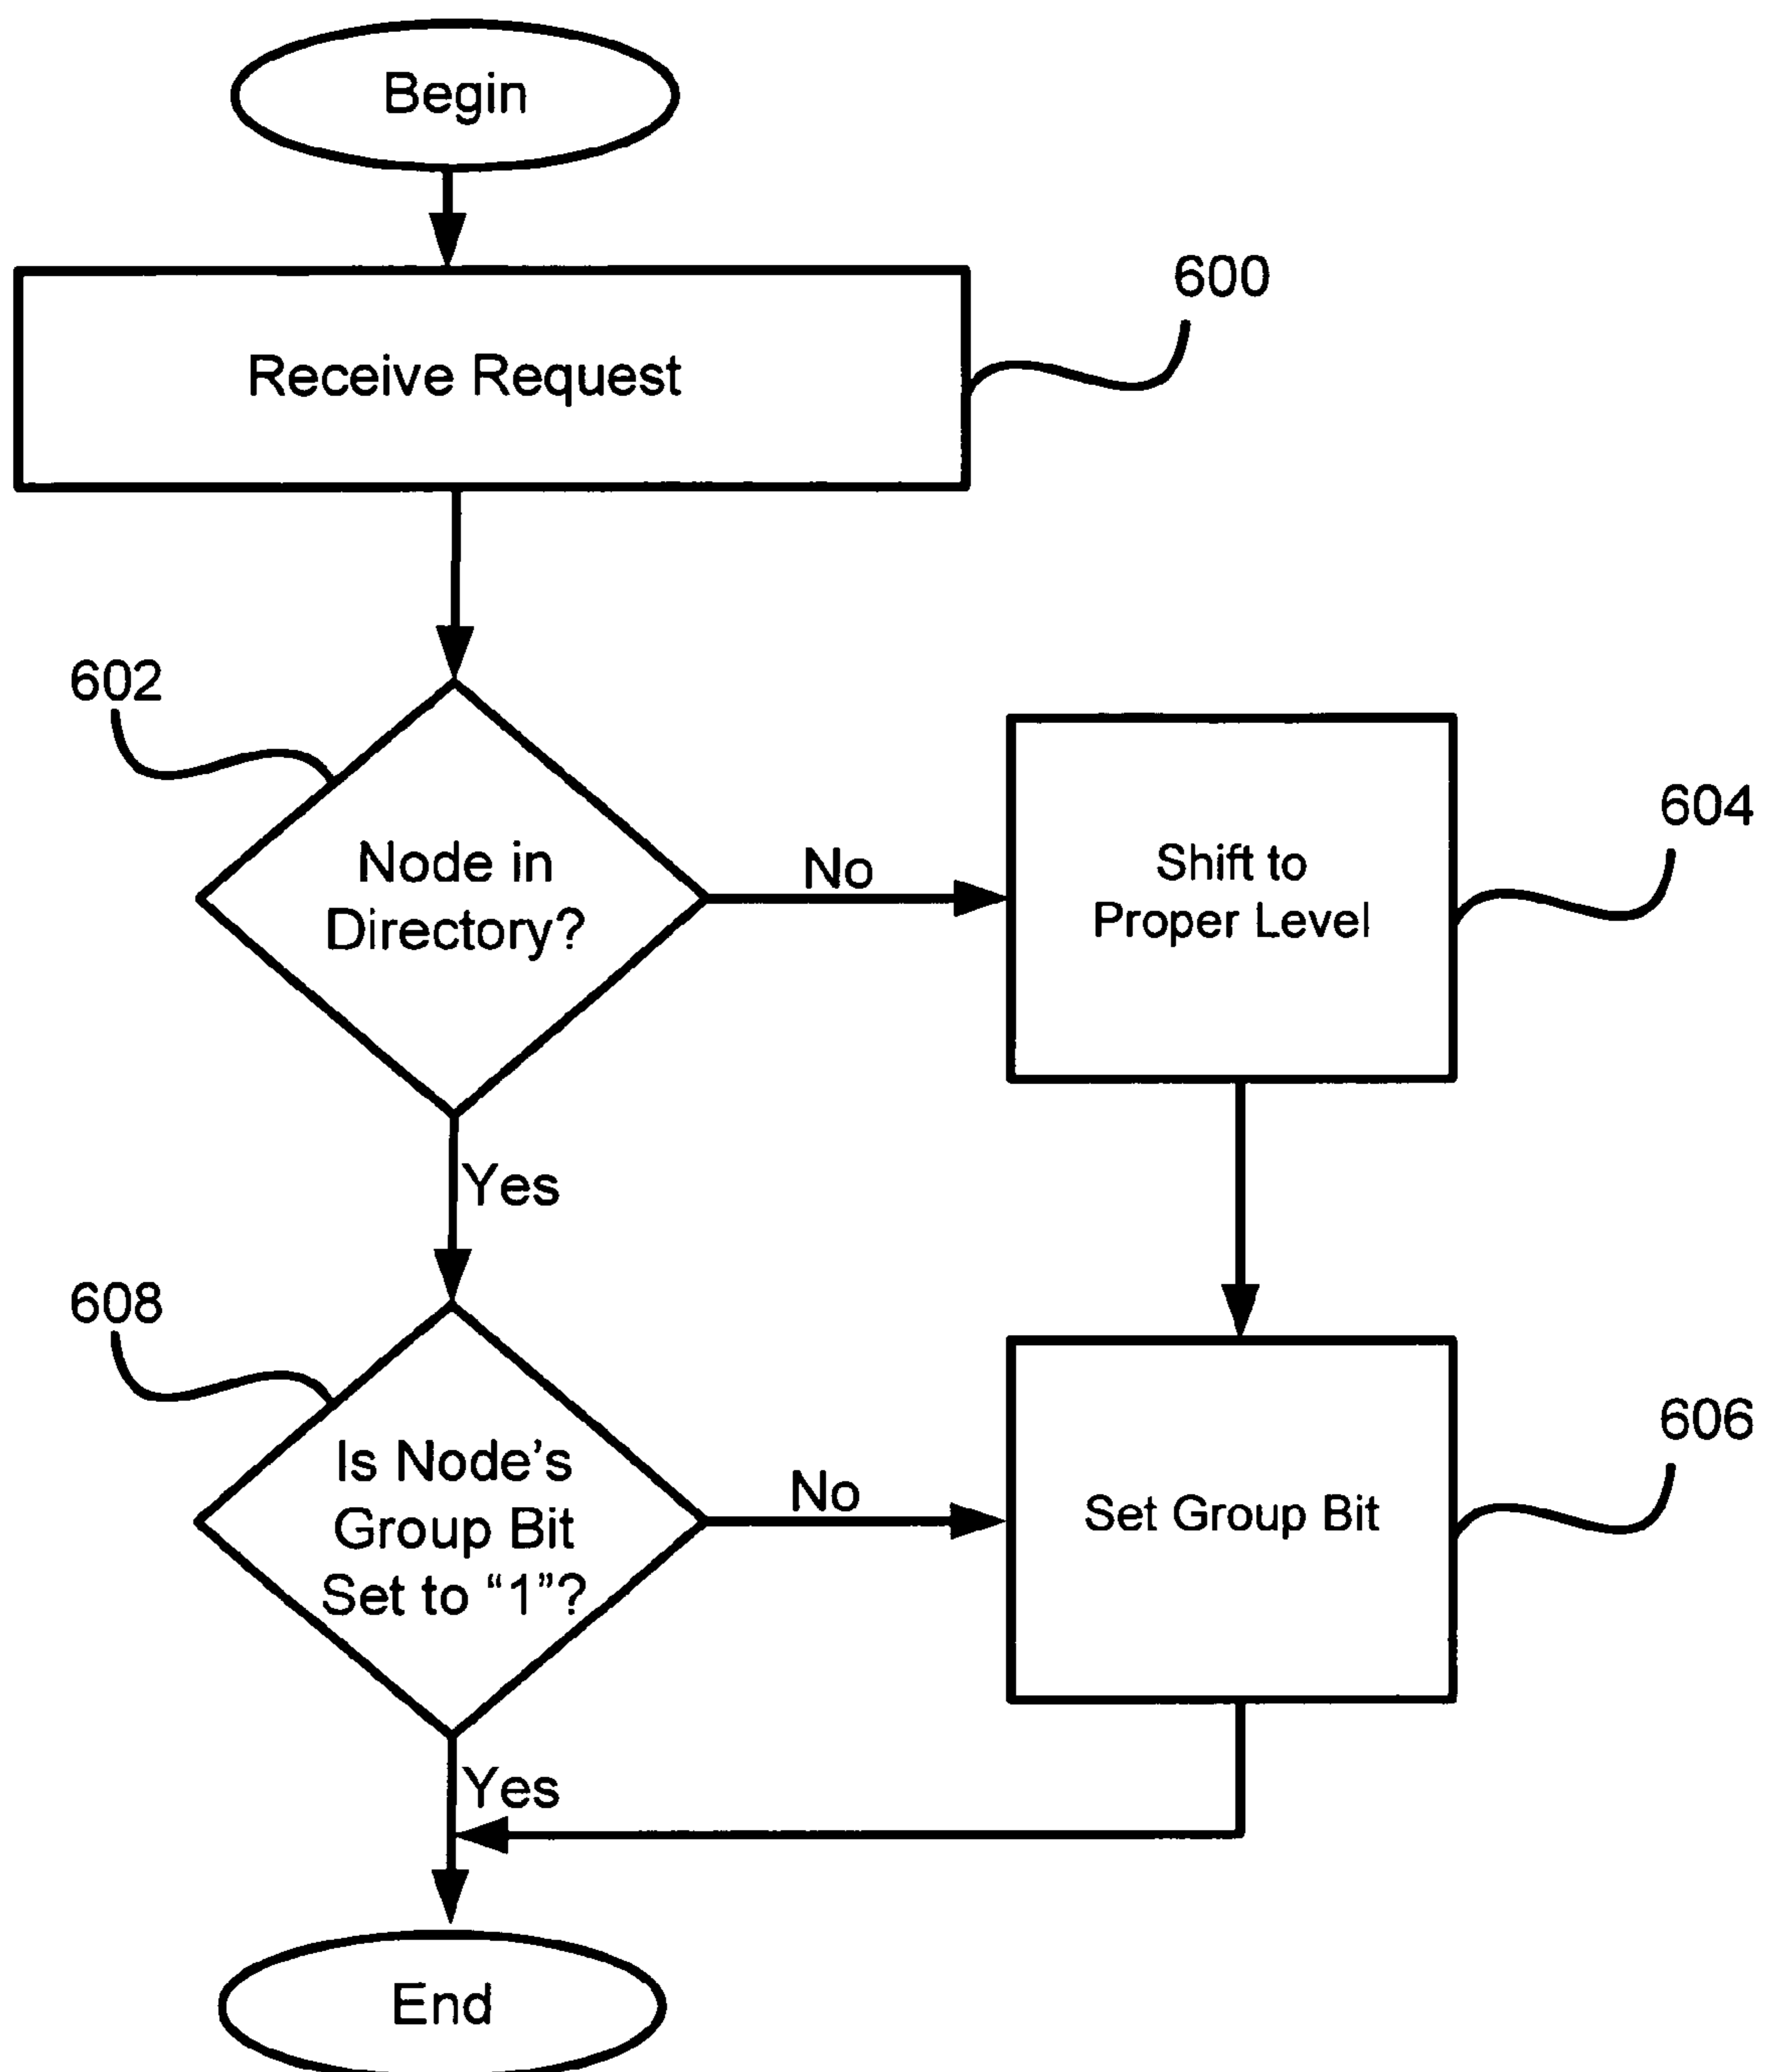 Begin
600
Receive Request
602
Node in
Directory?
No
Shift to
Proper Level
604
Yes
608
Is Node's
Group Bit
Set to “1”?
No
Set Group Bit
606
Yes
End